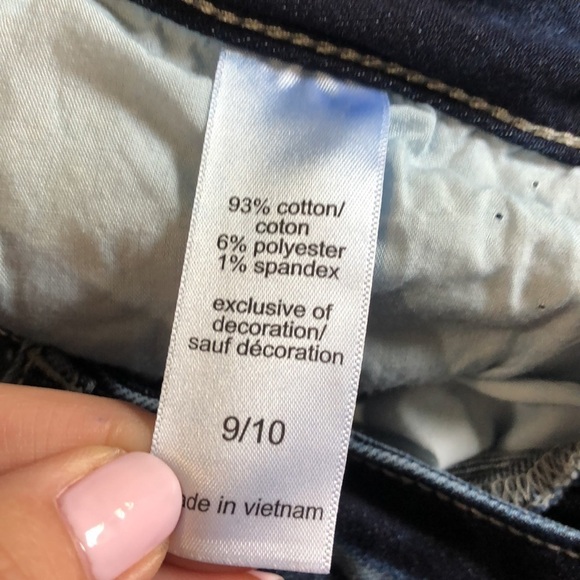 93% cotton/
coton
6% polyester
1% spandex
exclusive of
decoration/
sauf décoration
9/10
de in vietnam